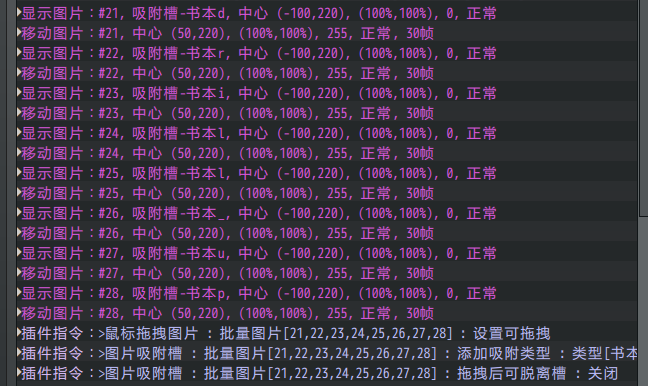 显示图片：#21, 吸附槽-书本d, 中心 (-100,220), (100%,100%), 0, 正常
移动图片：#21, 中心 (50,220), (100%,100%), 255, 正常, 30帧
显示图片：#22, 吸附槽-书本r, 中心 (-100,220), (100%,100%), 0, 正常
移动图片：#22, 中心 (50,220), (100%,100%), 255, 正常, 30帧
显示图片：#23, 吸附槽-书本i, 中心 (-100,220), (100%,100%), 0, 正常
移动图片：#23, 中心 (50,220), (100%,100%), 255, 正常, 30帧
显示图片：#24, 吸附槽-书本l, 中心 (-100,220), (100%,100%), 0, 正常
移动图片：#24, 中心 (50,220), (100%,100%), 255, 正常, 30帧
显示图片：#25, 吸附槽-书本l, 中心 (-100,220), (100%,100%), 0, 正常
移动图片：#25, 中心 (50,220), (100%,100%), 255, 正常, 30帧
显示图片：#26, 吸附槽-书本_, 中心 (-100,220), (100%,100%), 0, 正常
移动图片：#26, 中心 (50,220), (100%,100%), 255, 正常, 30帧
显示图片：#27, 吸附槽-书本u, 中心 (-100,220), (100%,100%), 0, 正常
移动图片：#27, 中心 (50,220), (100%,100%), 255, 正常, 30帧
显示图片：#28, 吸附槽-书本p, 中心 (-100,220), (100%,100%), 0, 正常
移动图片：#28, 中心 (50,220), (100%,100%), 255, 正常, 30帧
插件指令：>鼠标拖拽图片 : 批量图片[21,22,23,24,25,26,27,28] : 设置可拖拽
插件指令：>图片吸附槽 : 批量图片[21,22,23,24,25,26,27,28] : 添加吸附类型 : 类型[书本
插件指令：>图片吸附槽 : 批量图片[21,22,23,24,25,26,27,28] : 拖拽后可脱离槽 : 关闭